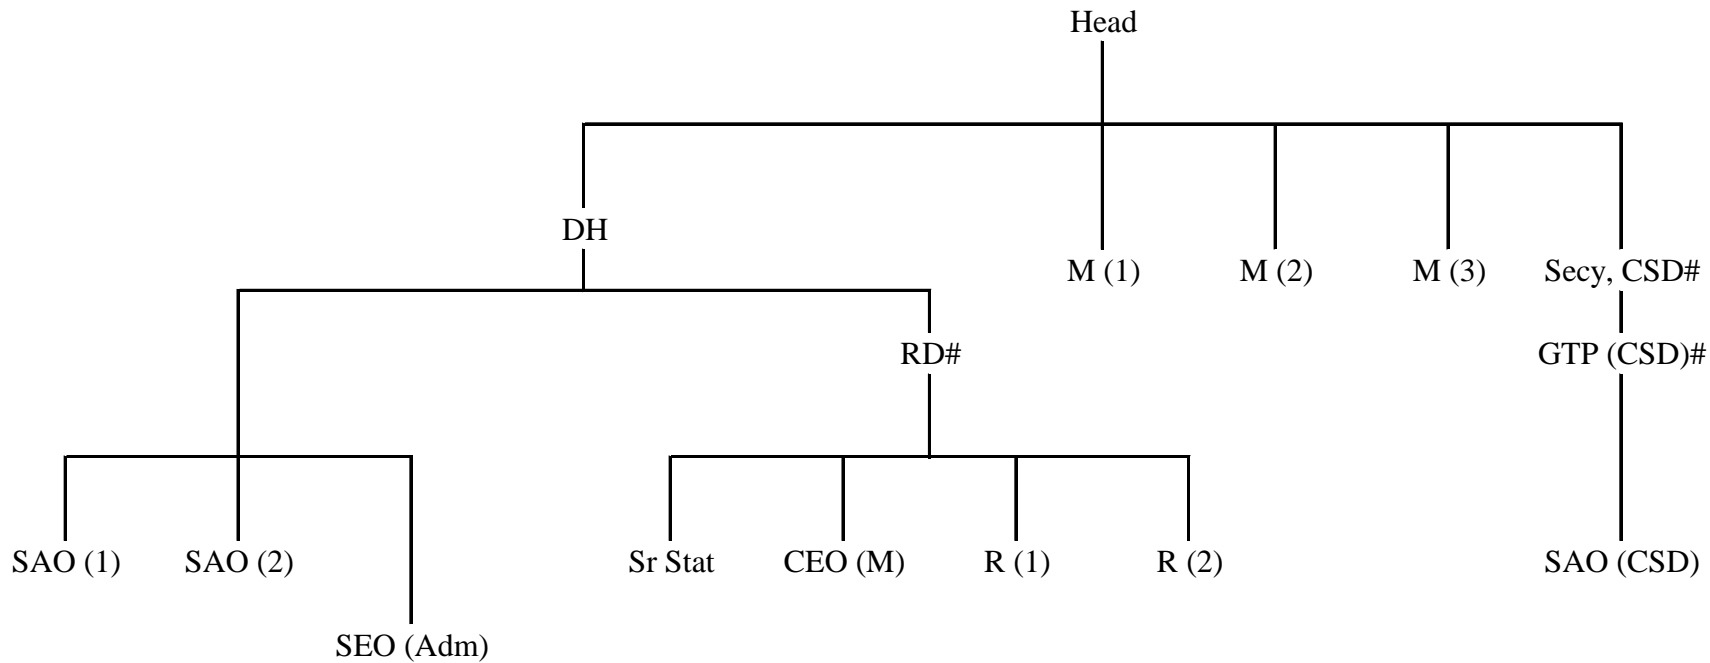 Head
DH
M (1)
M (2)
M (3)
Secy, CSD#
RD#
GTP (CSD)#
SAO (1)
SAO (2)
Sr Stat
CEO (M)
R (1)
R (2)
SAO (CSD)
SEO (Adm)